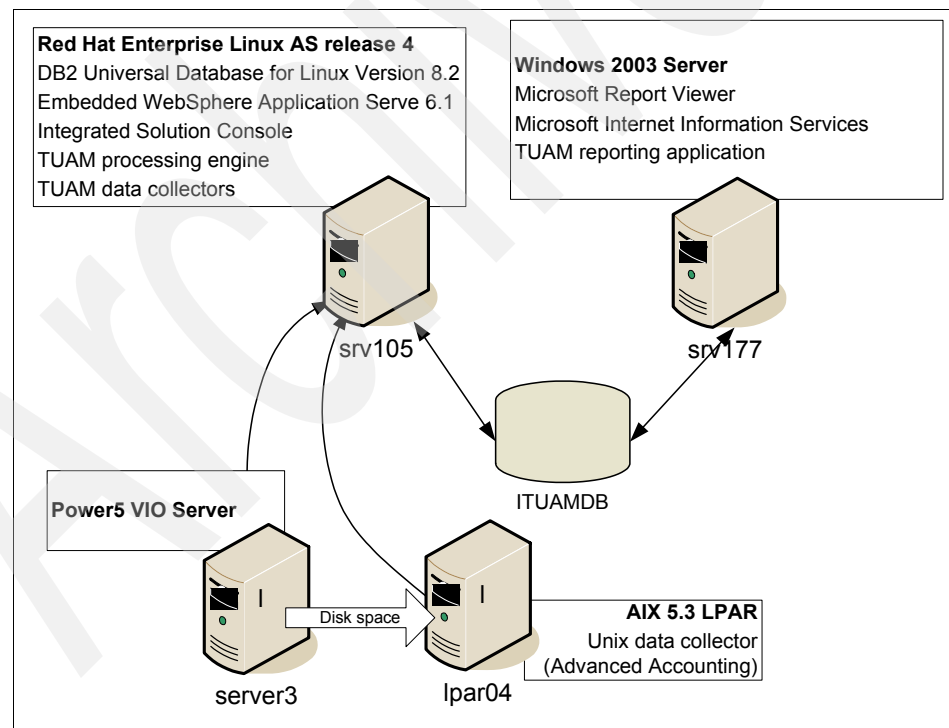 Red Hat Enterprise Linux AS release 4
DB2 Universal Database for Linux Version 8.2
Embedded WebSphere Application Serve 6.1
Integrated Solution Console
TUAM processing engine
TUAM data collectors
Windows 2003 Server
Microsoft Report Viewer
Microsoft Internet Information Services
TUAM reporting application
srv105
srv177
ITUAMDB
Power5 VIO Server
I
I
Disk space
AIX 5.3 LPAR
Unix data collector
(Advanced Accounting)
server3
lpar04
Archive